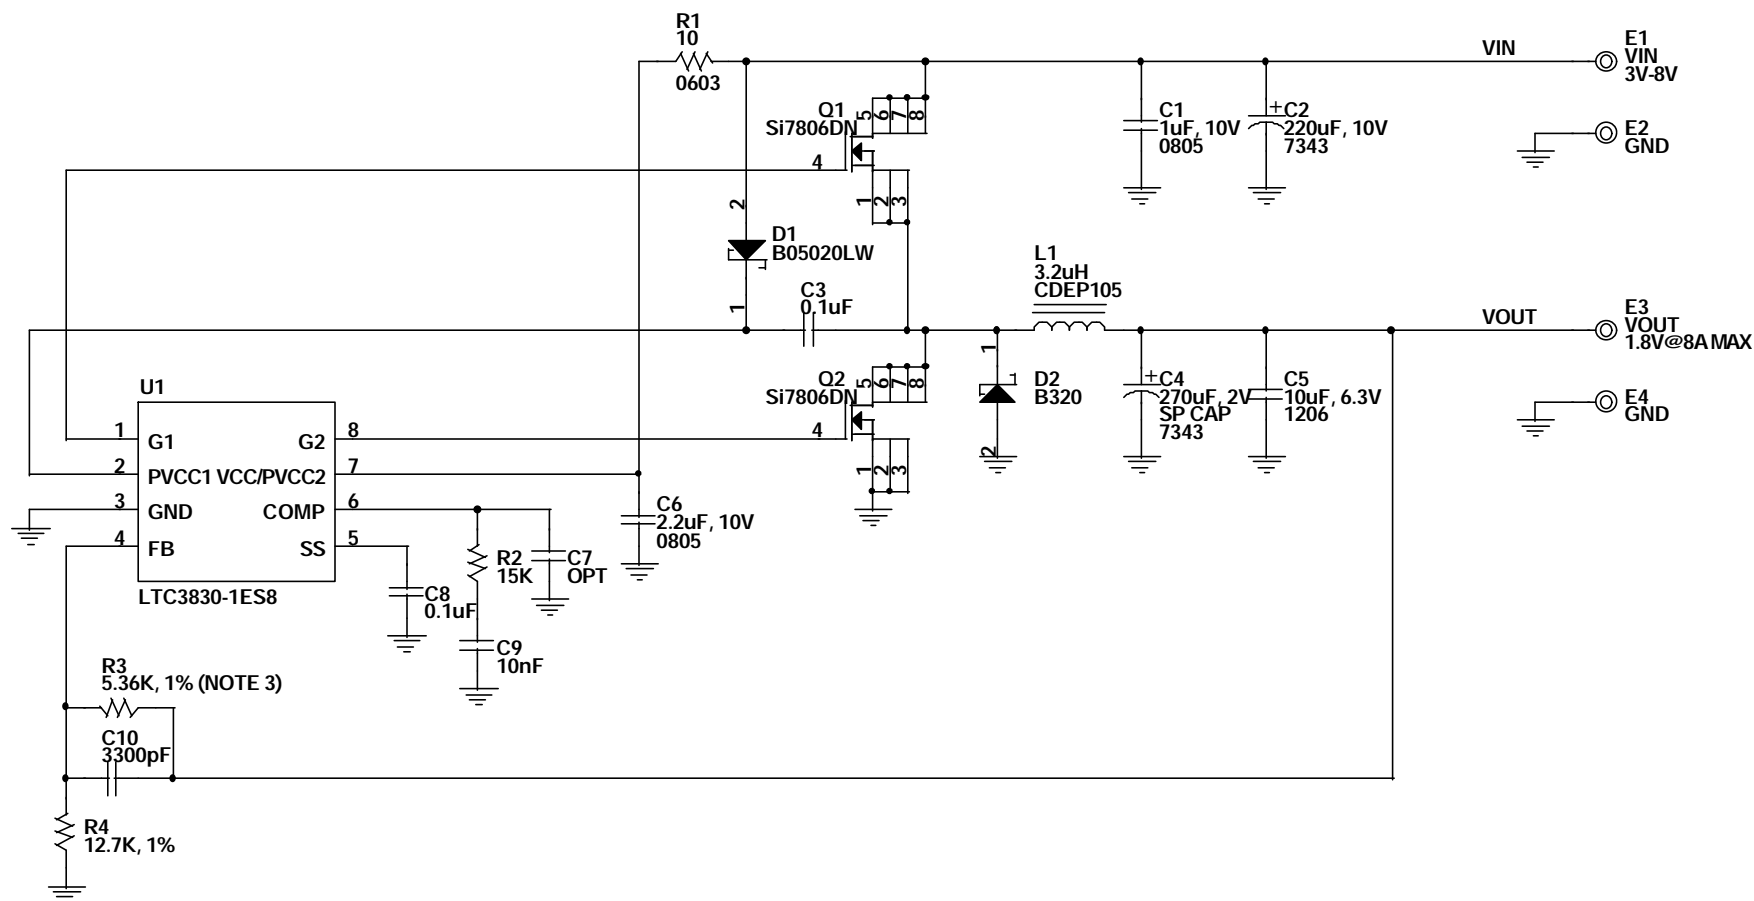 R1
10
0603
VIN
E1
VIN
3V-8V
Q1
Si7806DN
5
6
7
8
4
1
2
3
C1
1uF, 10V
0805
C2
220uF, 10V
7343
E2
GND
2
D1
B05020LW
1
C3
0.1uF
L1
3.2uH
CDEP105
VOUT
E3
VOUT
1.8V@8A MAX
Q2
Si7806DN
5
6
7
8
4
1
2
3
1
D2
B320
2
C4
270uF, 2V
SP CAP
7343
C5
10uF, 6.3V
1206
E4
GND
U1
1 G1 G2 8
2 PVCC1 VCC/PVCC2 7
3 GND COMP 6
4 FB SS 5
LTC3830-1ES8
C6
2.2uF, 10V
0805
R2
15K
C7
OPT
C8
0.1uF
C9
10nF
R3
5.36K, 1% (NOTE 3)
C10
3300pF
R4
12.7K, 1%